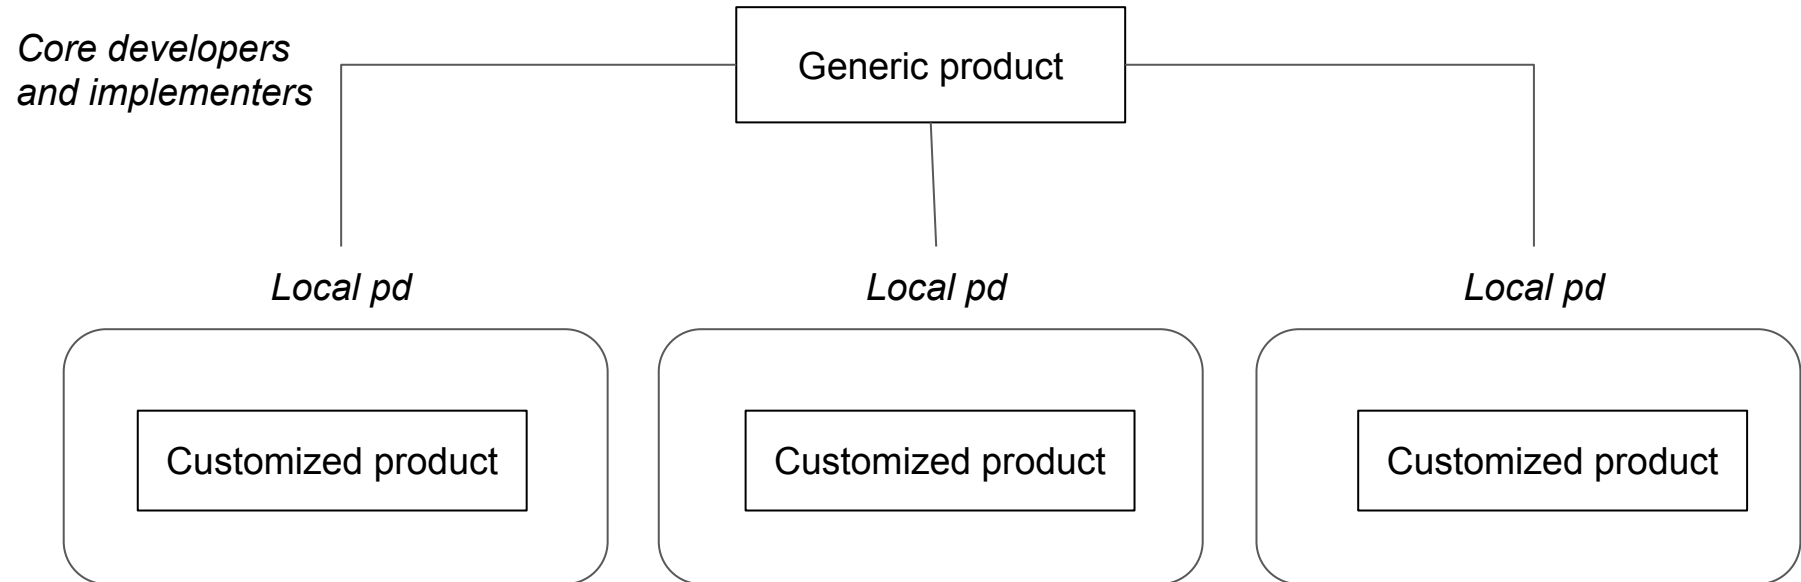 Core developers
and implementers
Generic product
Local pd
Local pd
Local pd
Customized product
Customized product
Customized product